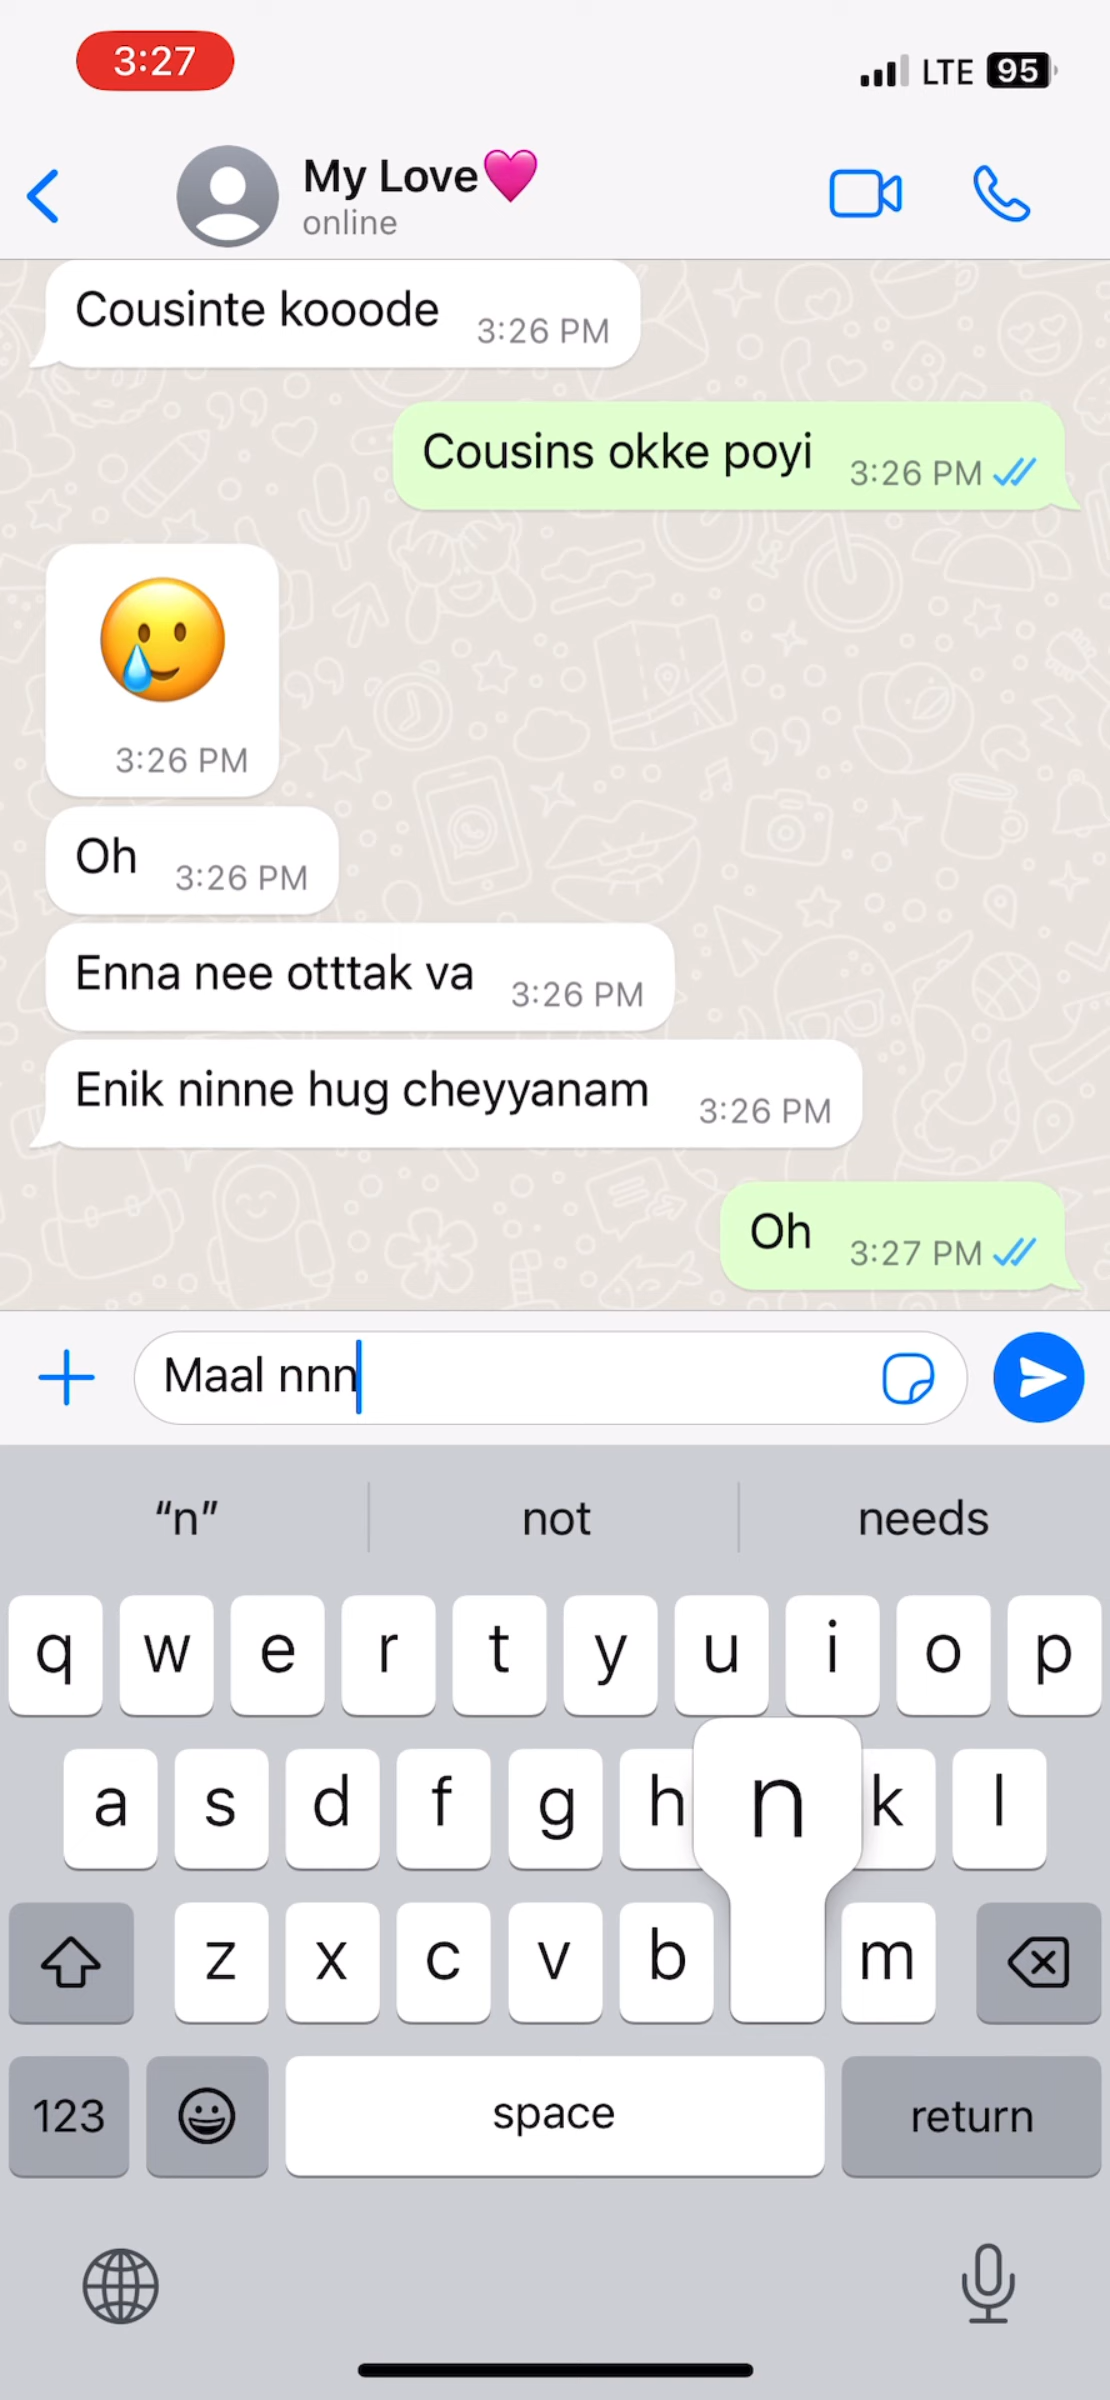 3:27
LTE 95
My Love🩷
online
Cousinte kooode 3:26 PM
Cousins okke poyi 3:26 PM
🥲
3:26 PM
Oh 3:26 PM
Enna nee otttak va 3:26 PM
Enik ninne hug cheyyanam 3:26 PM
Oh 3:27 PM
Maal nnn
“n” not needs
q w e r t y u i o p
a s d f g h n k l
z x c v b m
123 space return